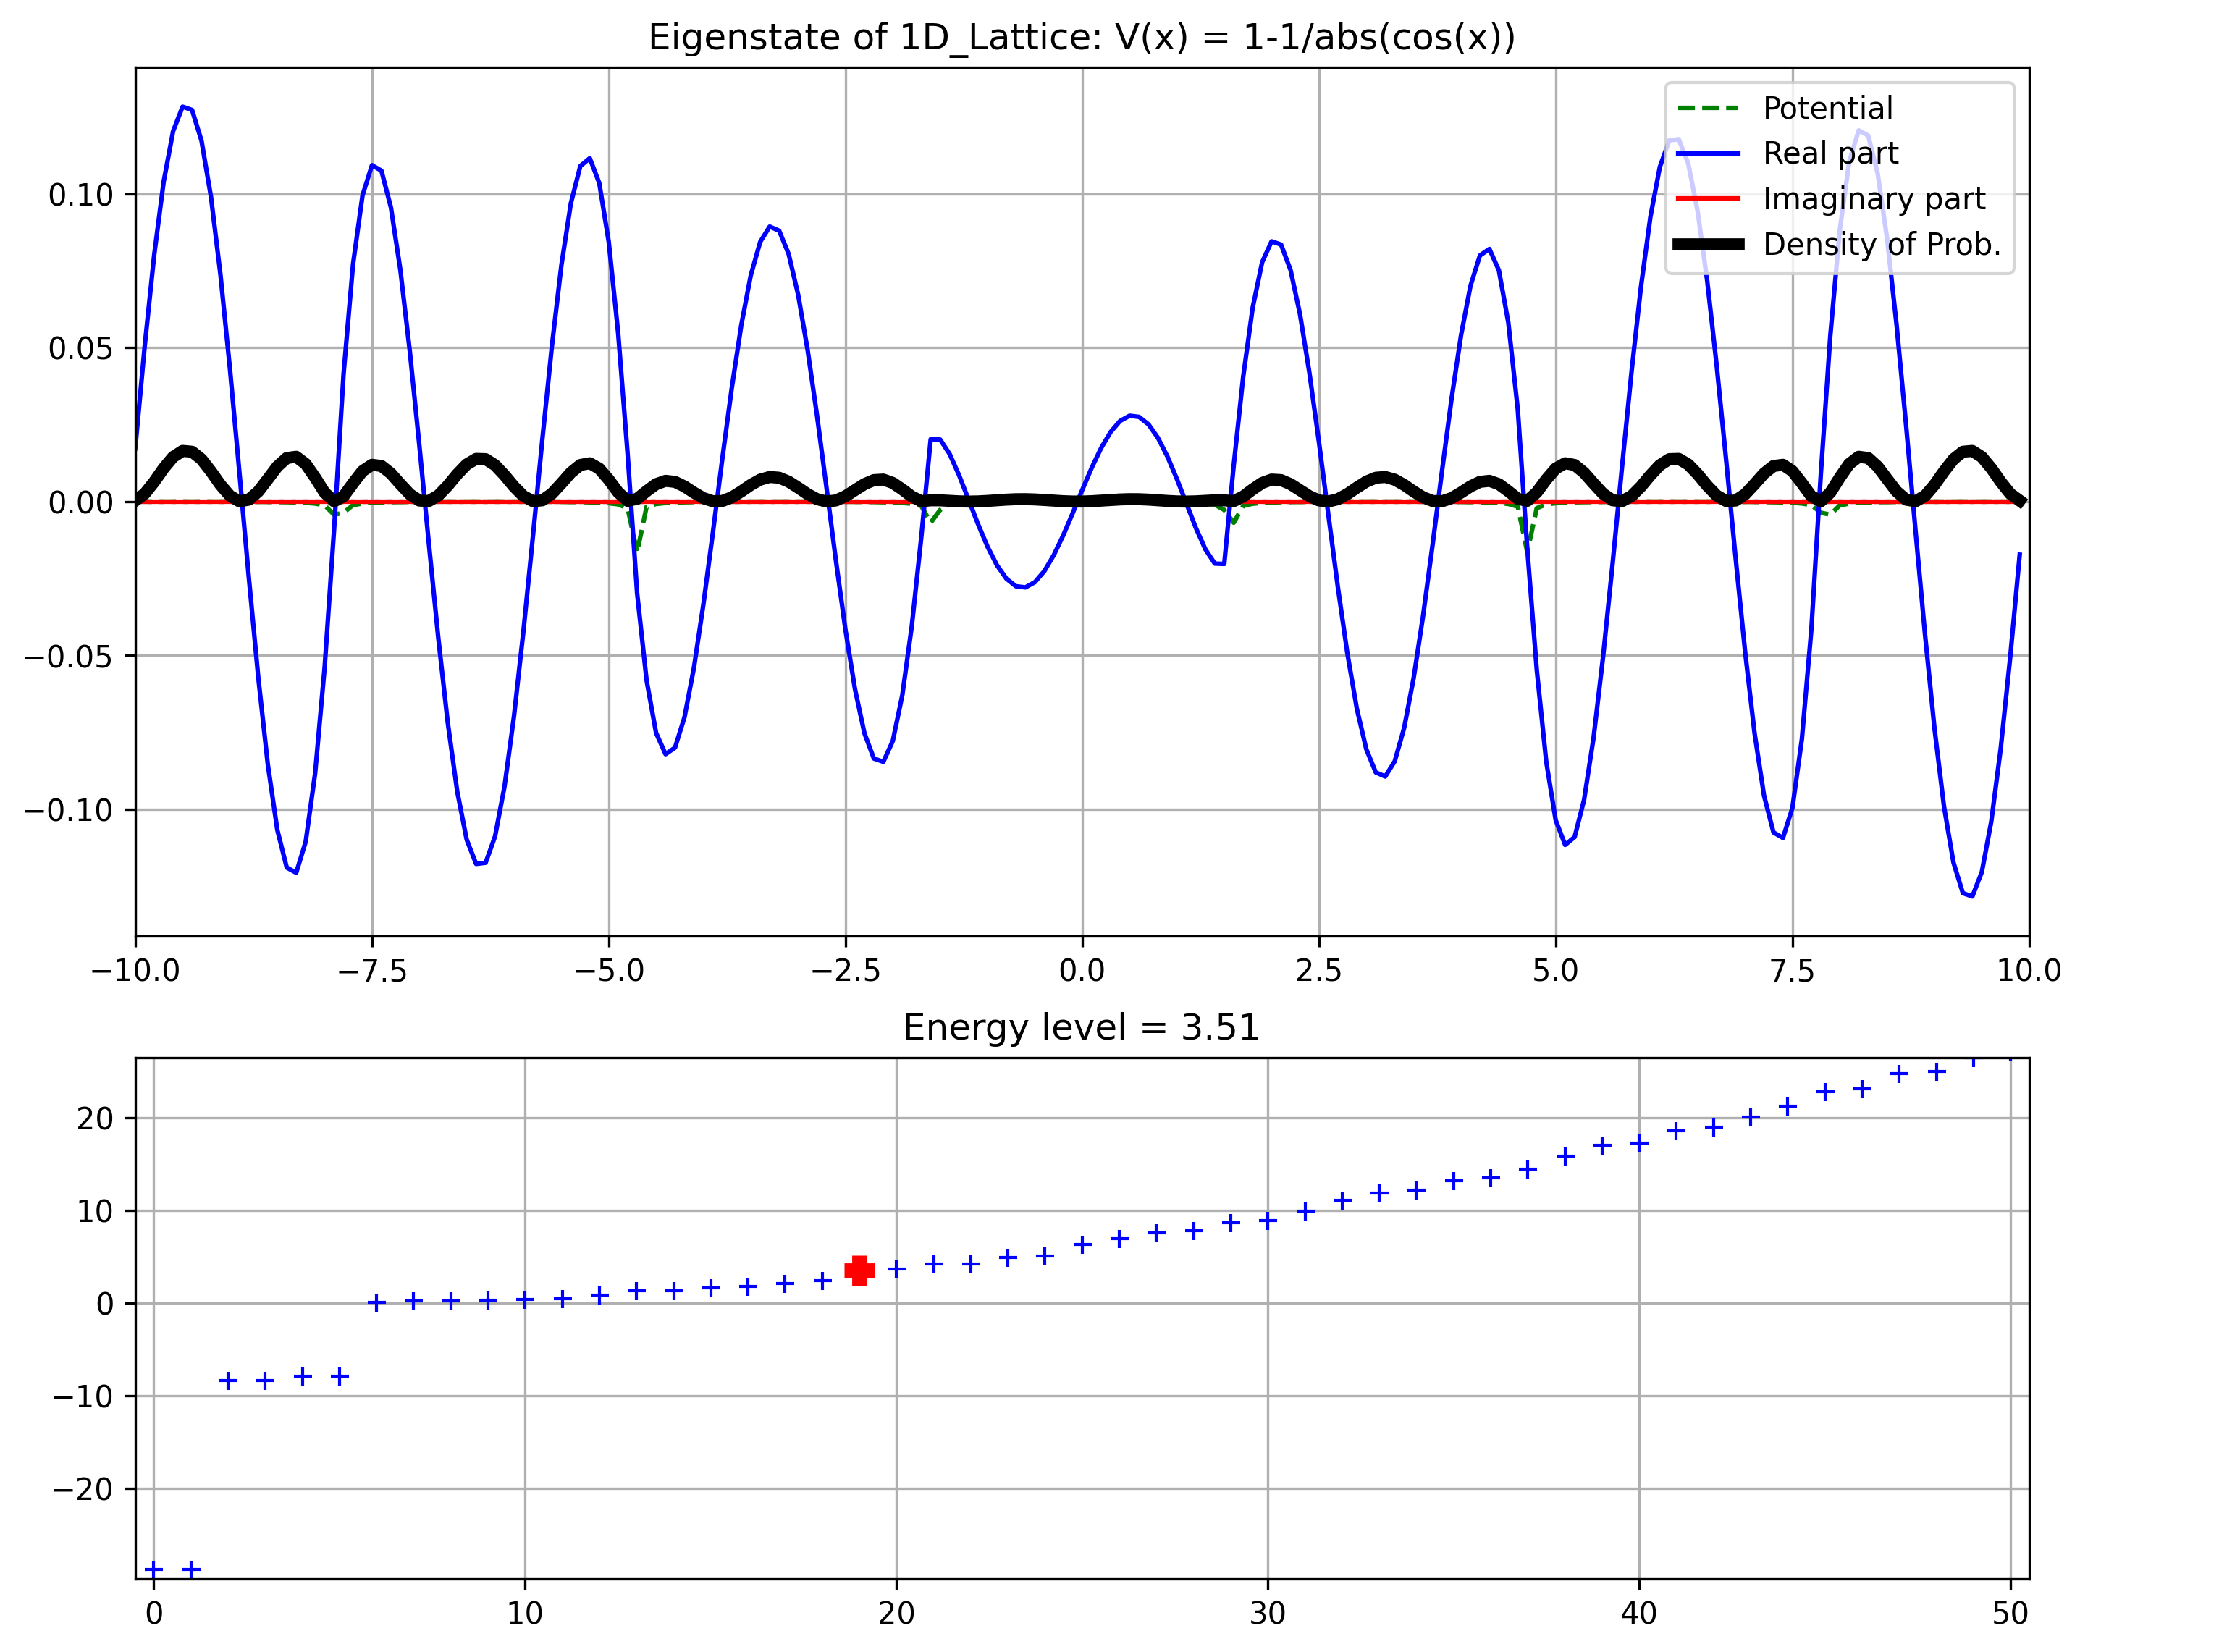 Eigenstate of 1D_Lattice: V(x) = 1-1/abs(cos(x))
Potential
Real part
Imaginary part
Density of Prob.
0.10
0.05
0.00
−0.05
−0.10
−10.0 −7.5 −5.0 −2.5 0.0 2.5 5.0 7.5 10.0
Energy level = 3.51
20
10
0
−10
−20
0 10 20 30 40 50